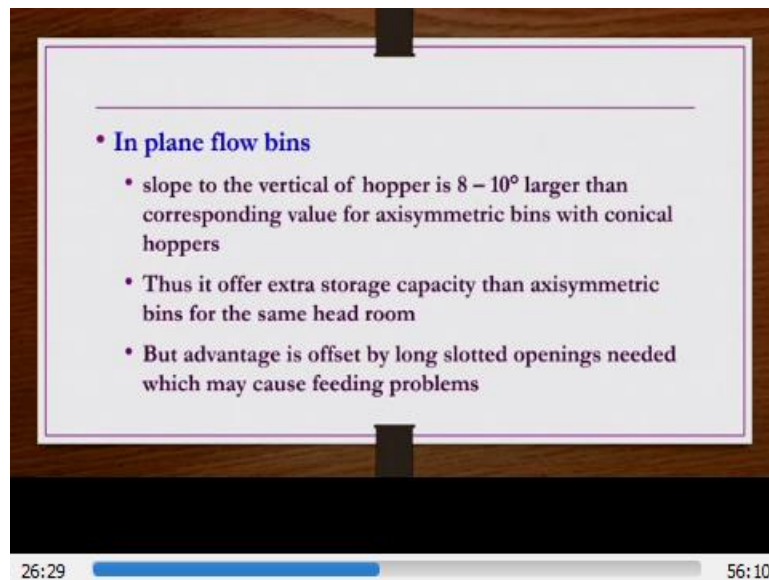 • In plane flow bins
• slope to the vertical of hopper is 8 – 10° larger than
corresponding value for axisymmetric bins with conical
hoppers
• Thus it offer extra storage capacity than axisymmetric
bins for the same head room
• But advantage is offset by long slotted openings needed
which may cause feeding problems
26:29 56:10